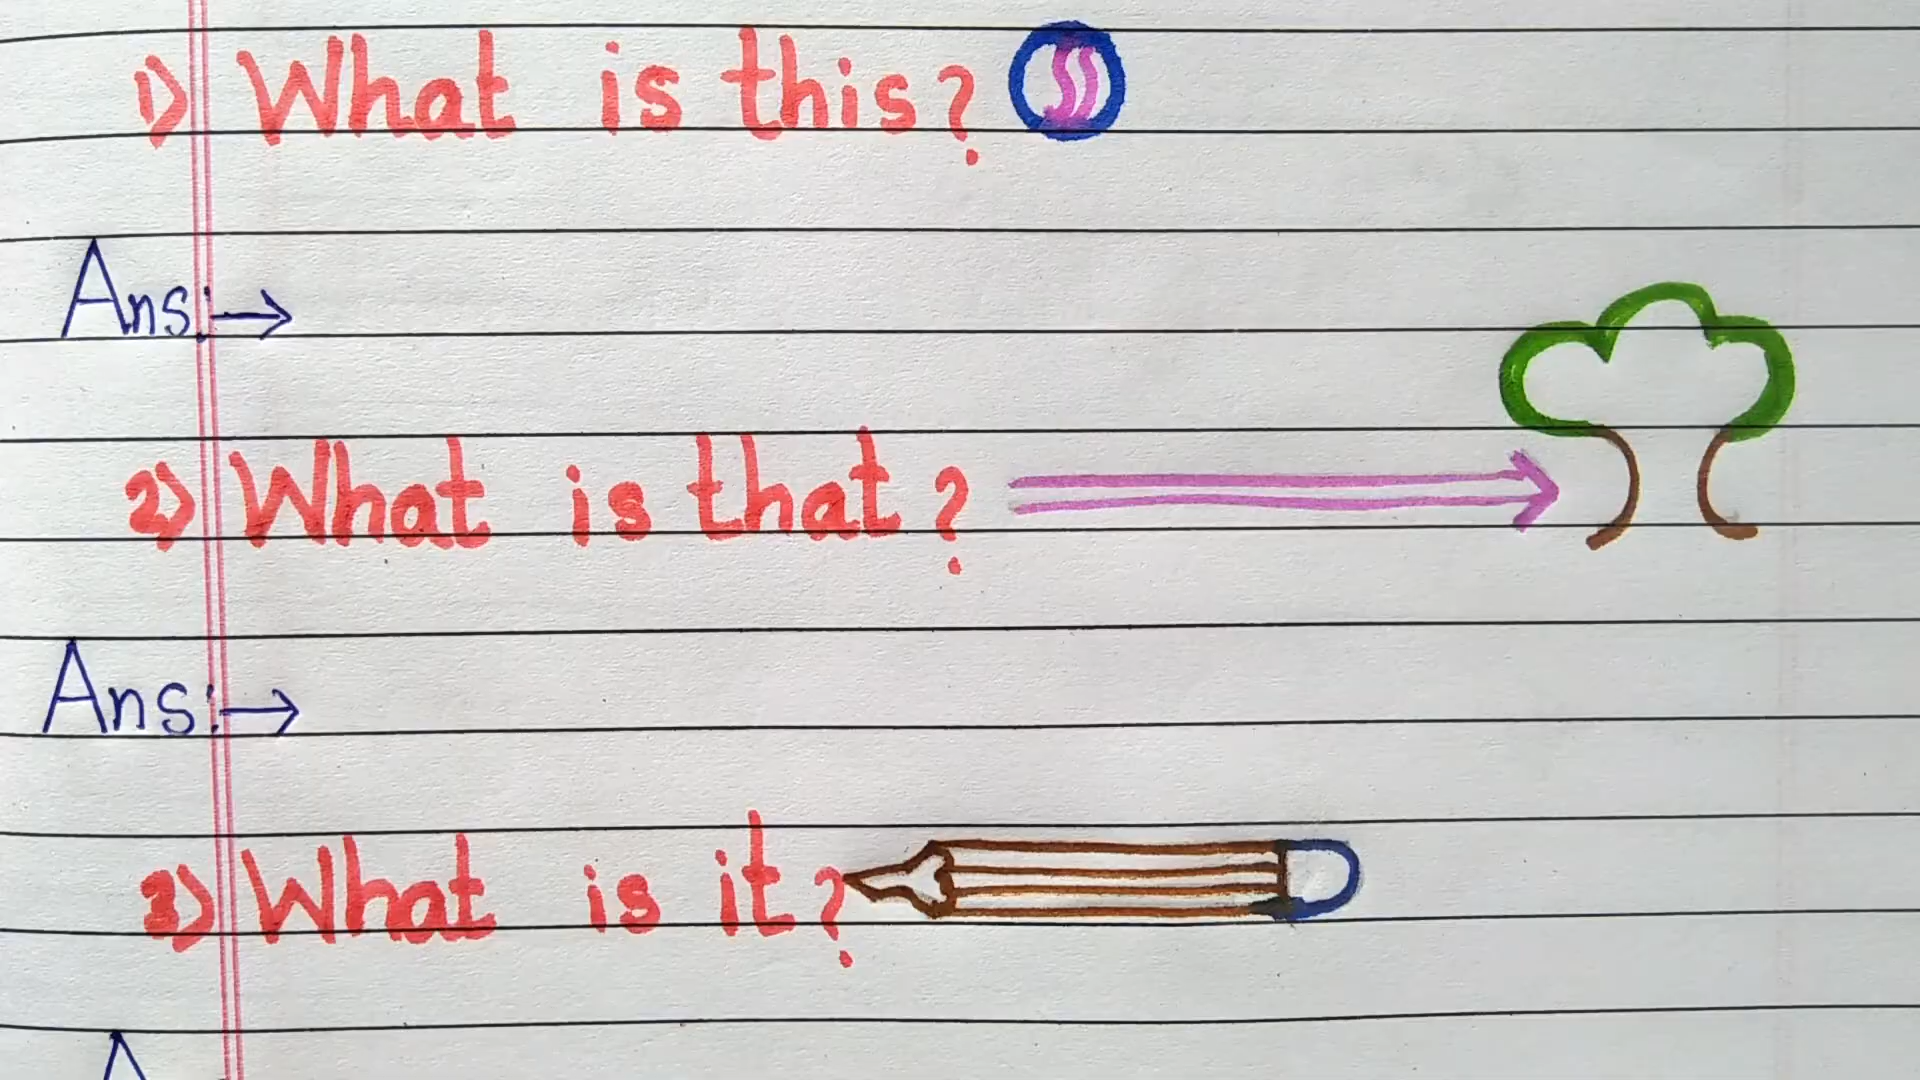 1) What is this?
Ans:→
2) What is that?
Ans:→
3) What is it?
A